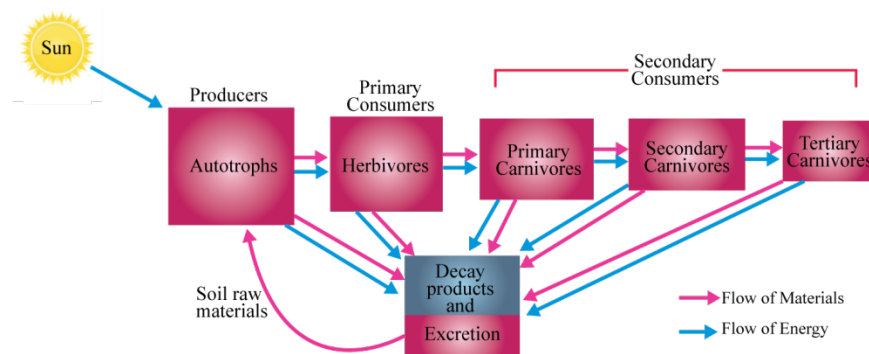 Sun
Producers
Primary
Consumers
Secondary
Consumers
Autotrophs
Herbivores
Primary
Carnivores
Secondary
Carnivores
Tertiary
Carnivores
Soil raw
materials
Decay
products and
Excretion
Flow of Materials
Flow of Energy